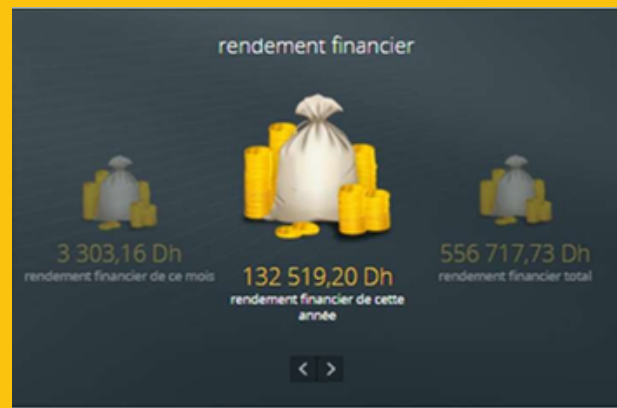 rendement financier
3 303,16 Dh
rendement financier de ce mois
132 519,20 Dh
rendement financier de cette
année
556 717,73 Dh
rendement financier total